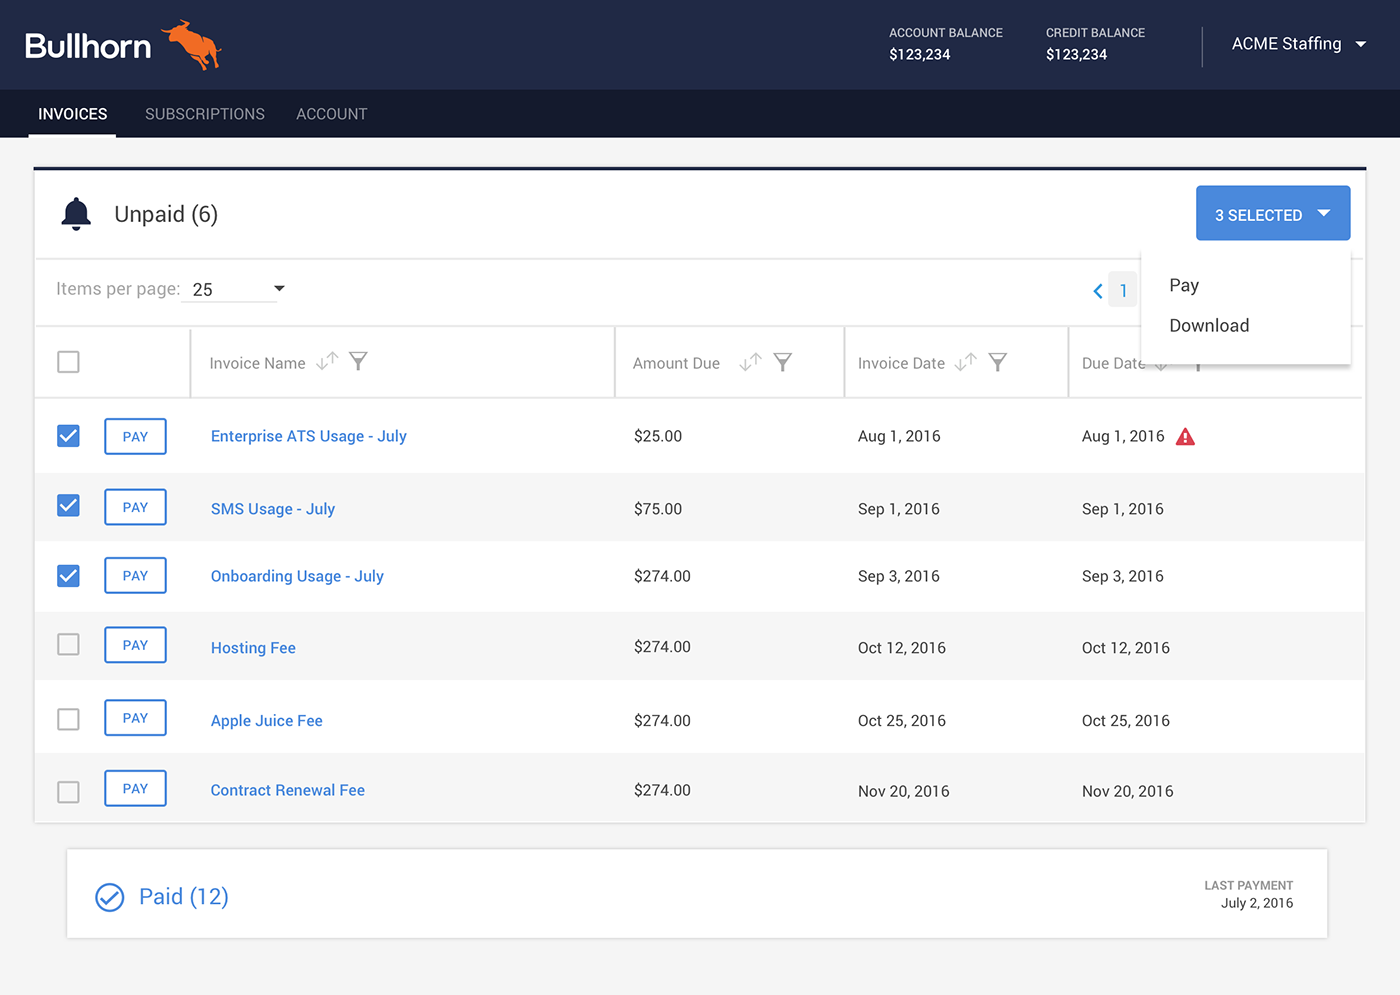 Bullhorn
ACCOUNT BALANCE
$123,234
CREDIT BALANCE
$123,234
ACME Staffing
INVOICES SUBSCRIPTIONS ACCOUNT
Unpaid (6)
3 SELECTED
Pay
Download
Items per page: 25
1
Invoice Name Amount Due Invoice Date Due Date
PAY Enterprise ATS Usage - July $25.00 Aug 1, 2016 Aug 1, 2016
PAY SMS Usage - July $75.00 Sep 1, 2016 Sep 1, 2016
PAY Onboarding Usage - July $274.00 Sep 3, 2016 Sep 3, 2016
PAY Hosting Fee $274.00 Oct 12, 2016 Oct 12, 2016
PAY Apple Juice Fee $274.00 Oct 25, 2016 Oct 25, 2016
PAY Contract Renewal Fee $274.00 Nov 20, 2016 Nov 20, 2016
Paid (12)
LAST PAYMENT
July 2, 2016